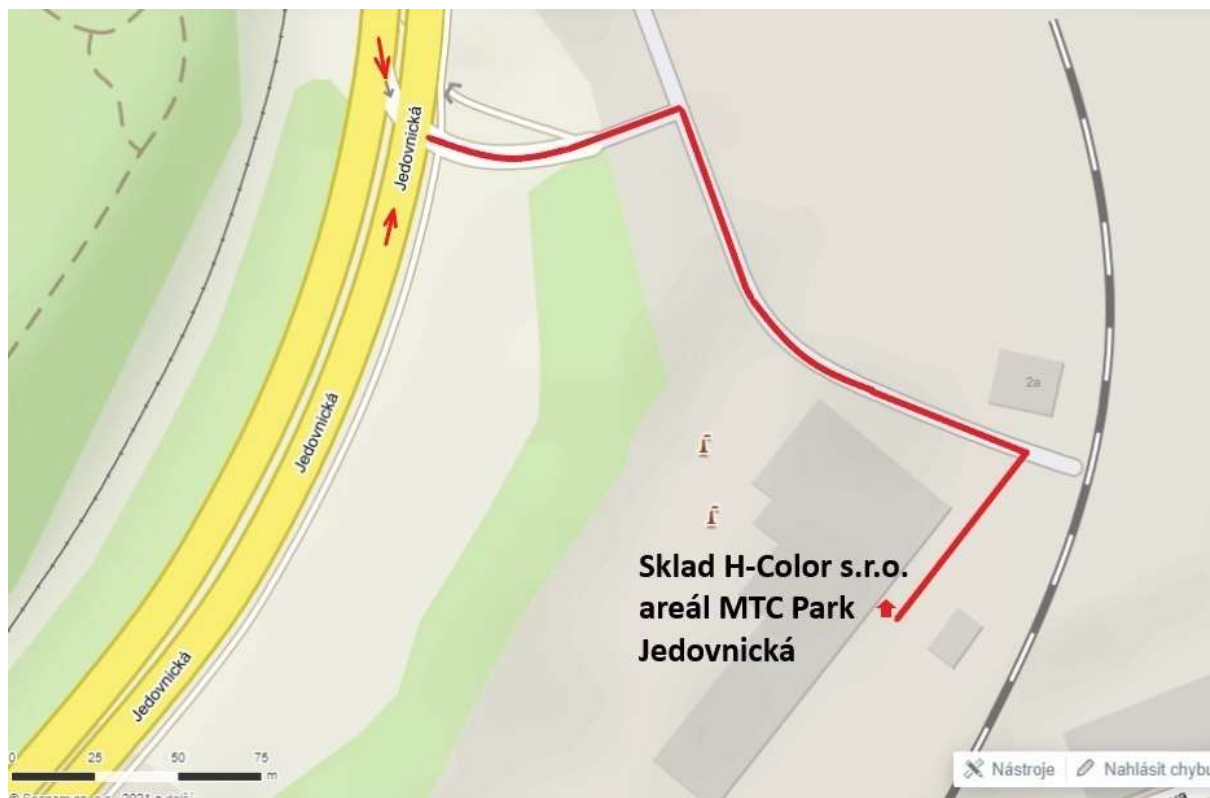 Jedovnická
Jedovnická
2a
Sklad H-Color s.r.o.
areál MTC Park
Jedovnická
Jedovnická
0 25 50 75
m
Nástroje Nahlásit chybu